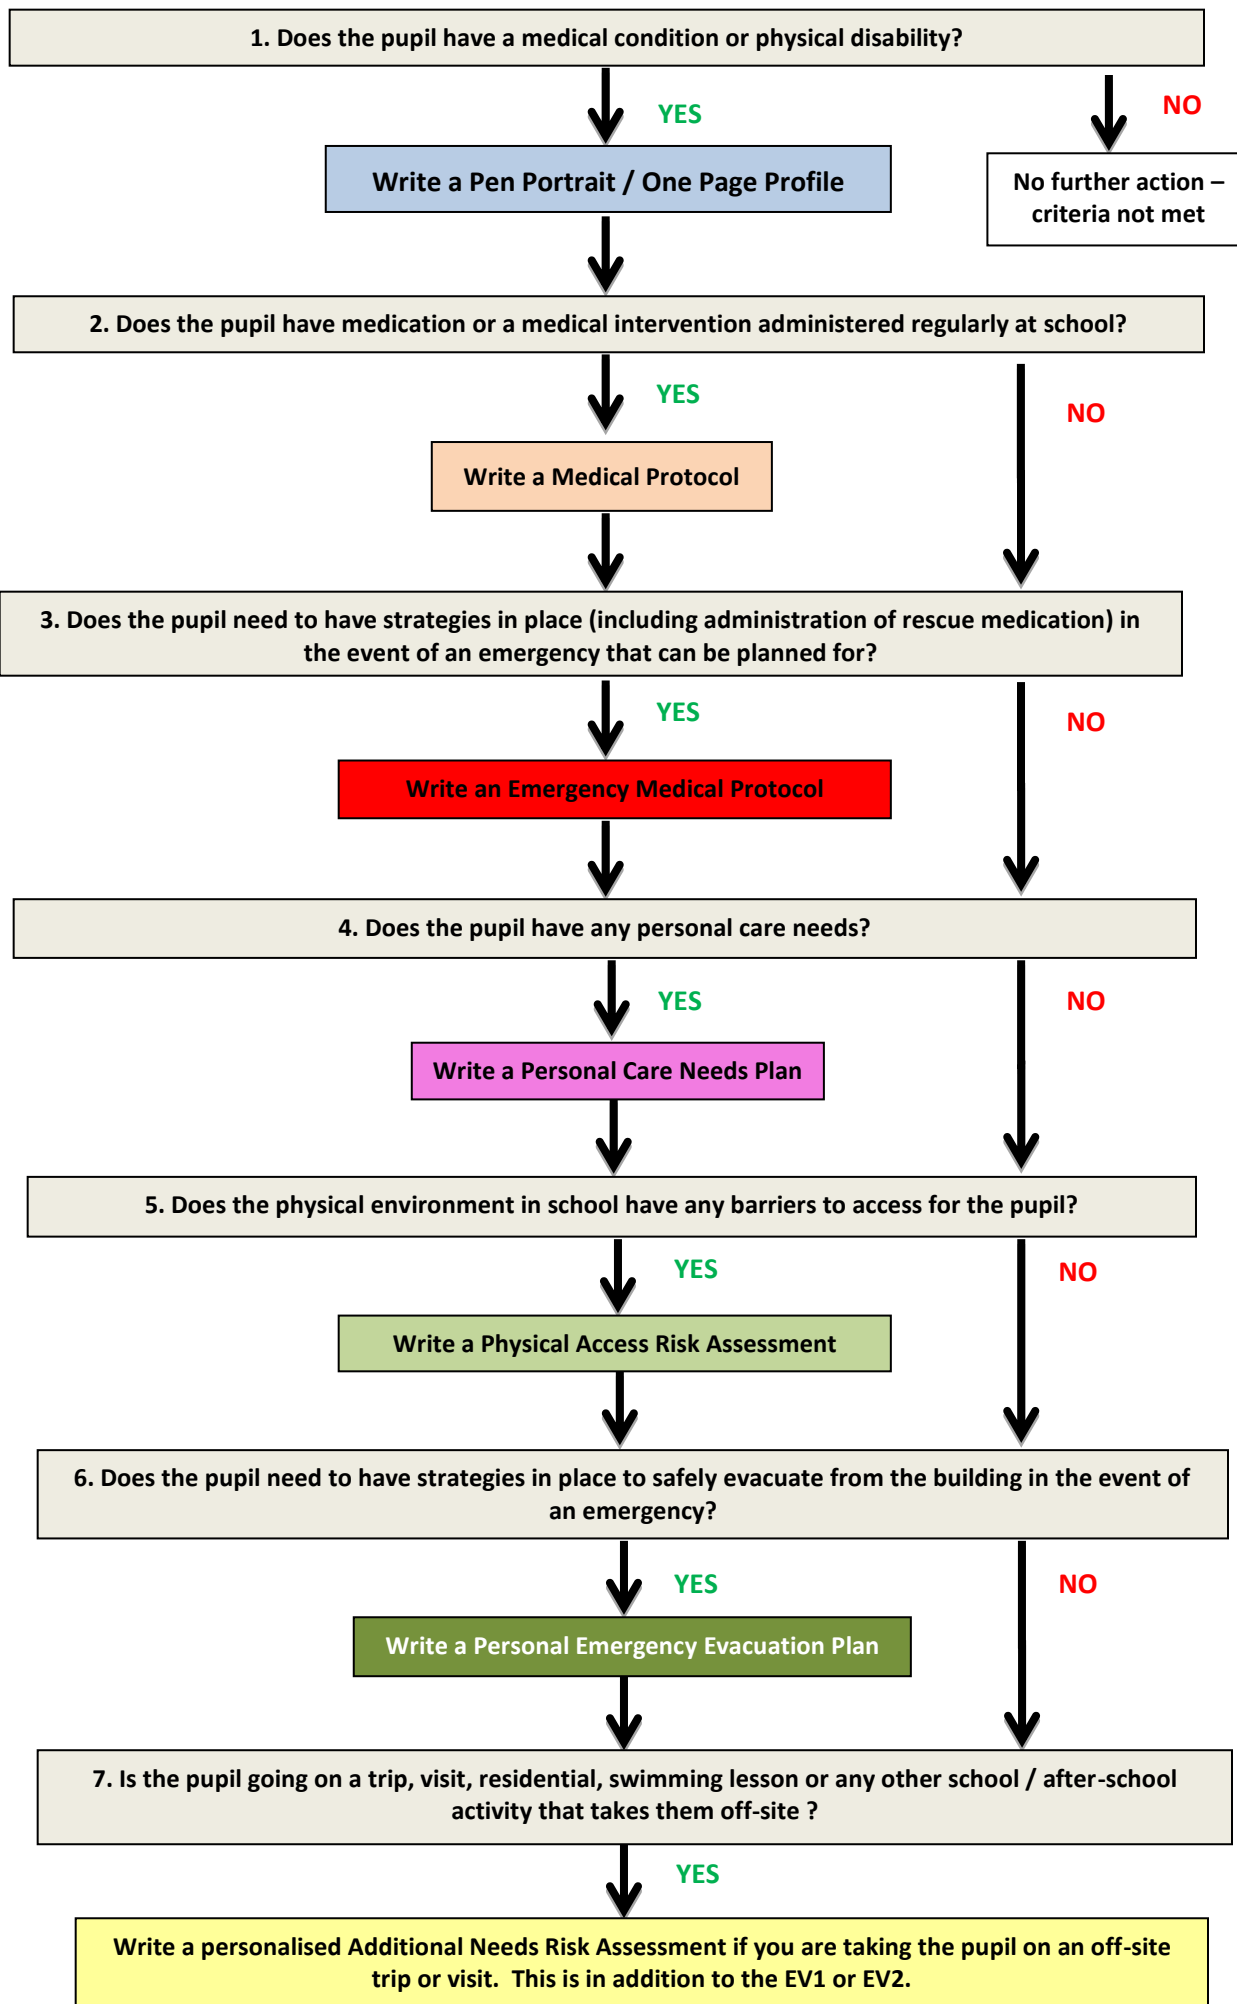 1. Does the pupil have a medical condition or physical disability?
YES
NO
Write a Pen Portrait / One Page Profile
No further action –
criteria not met
2. Does the pupil have medication or a medical intervention administered regularly at school?
YES
NO
Write a Medical Protocol
3. Does the pupil need to have strategies in place (including administration of rescue medication) in
the event of an emergency that can be planned for?
YES
NO
Write an Emergency Medical Protocol
4. Does the pupil have any personal care needs?
YES
NO
Write a Personal Care Needs Plan
5. Does the physical environment in school have any barriers to access for the pupil?
YES
NO
Write a Physical Access Risk Assessment
6. Does the pupil need to have strategies in place to safely evacuate from the building in the event of
an emergency?
YES
NO
Write a Personal Emergency Evacuation Plan
7. Is the pupil going on a trip, visit, residential, swimming lesson or any other school / after-school
activity that takes them off-site ?
YES
Write a personalised Additional Needs Risk Assessment if you are taking the pupil on an off-site
trip or visit.  This is in addition to the EV1 or EV2.